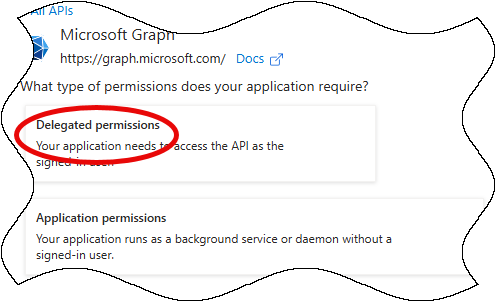 All APIs
Microsoft Graph
https://graph.microsoft.com/ Docs
What type of permissions does your application require?
Delegated permissions
Your application needs to access the API as the
signed-in user.
Application permissions
Your application runs as a background service or daemon without a
signed-in user.